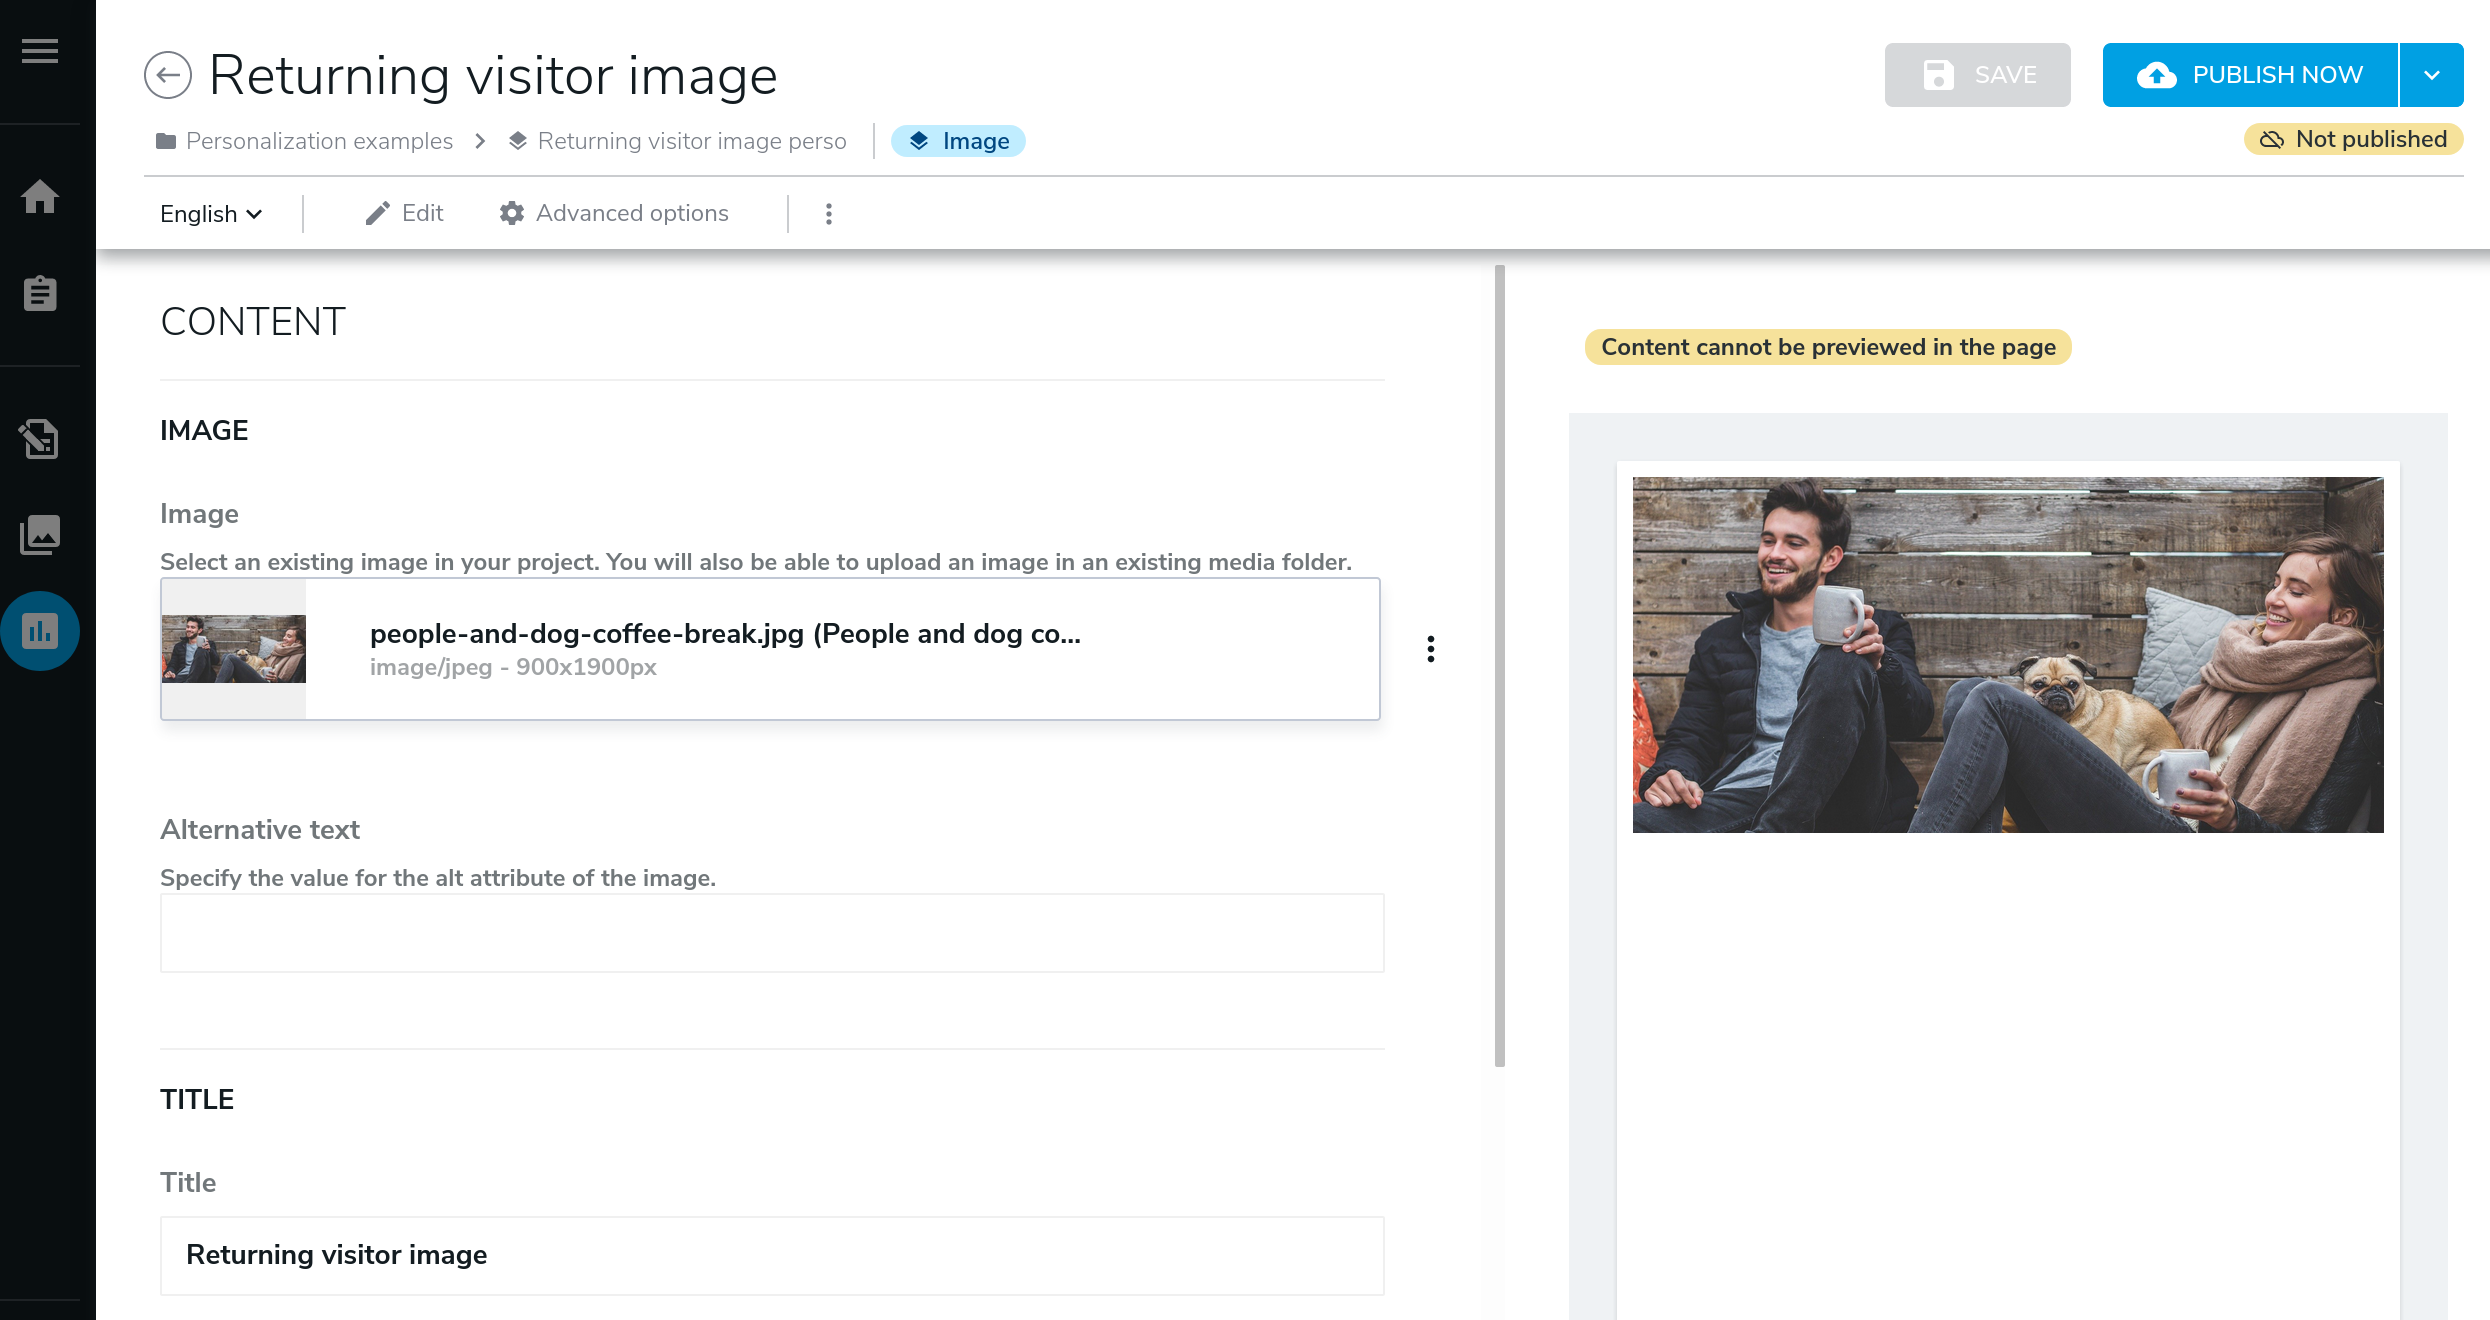 Returning visitor image
SAVE
PUBLISH NOW
Personalization examples
Returning visitor image perso
Image
Not published
English
Edit
Advanced options
CONTENT
IMAGE
Image
Select an existing image in your project. You will also be able to upload an image in an existing media folder.
people-and-dog-coffee-break.jpg (People and dog co...
image/jpeg - 900x1900px
Alternative text
Specify the value for the alt attribute of the image.
TITLE
Title
Returning visitor image
Content cannot be previewed in the page